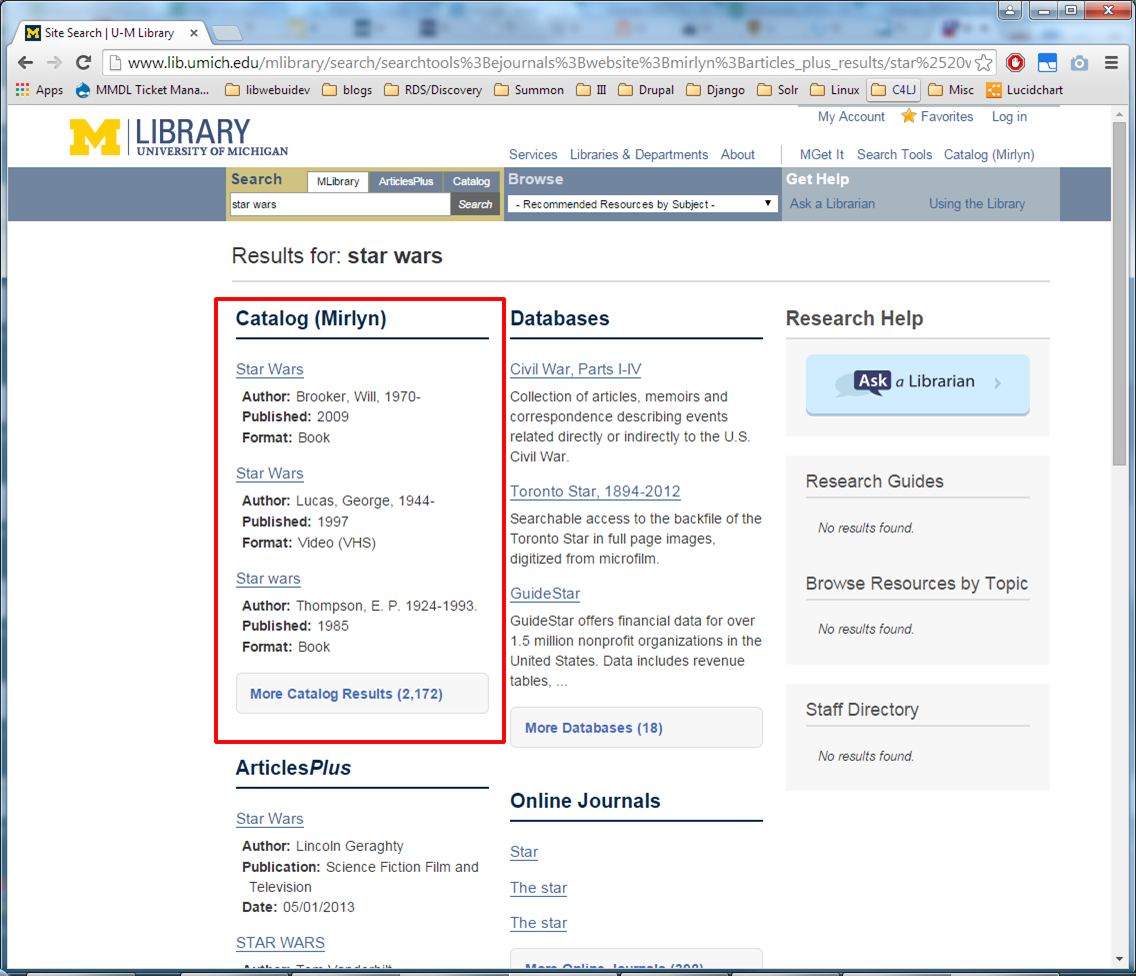 Site Search | U-M Library
www.lib.umich.edu/mlibrary/search/searchtools%3Bejournals%3Bwebsite%3Bmirlyn%3Barticles_plus_results/star%2520w
Apps MMDL Ticket Mana... libwebuidev blogs RDS/Discovery Summon III Drupal Django Solr Linux C4LJ Misc Lucidchart
My Account Favorites Log in
M LIBRARY
UNIVERSITY OF MICHIGAN
Services Libraries & Departments About MGet It Search Tools Catalog (Mirlyn)
Search MLibrary ArticlesPlus Catalog Browse Get Help
star wars Search - Recommended Resources by Subject - Ask a Librarian Using the Library
Results for: star wars
Catalog (Mirlyn)
Star Wars
Author: Brooker, Will, 1970-
Published: 2009
Format: Book
Star Wars
Author: Lucas, George, 1944-
Published: 1997
Format: Video (VHS)
Star wars
Author: Thompson, E. P. 1924-1993.
Published: 1985
Format: Book
More Catalog Results (2,172)
ArticlesPlus
Star Wars
Author: Lincoln Geraghty
Publication: Science Fiction Film and
Television
Date: 05/01/2013
STAR WARS
Databases
Civil War, Parts I-IV
Collection of articles, memoirs and
correspondence describing events
related directly or indirectly to the U.S.
Civil War.
Toronto Star, 1894-2012
Searchable access to the backfile of the
Toronto Star in full page images,
digitized from microfilm.
GuideStar
GuideStar offers financial data for over
1.5 million nonprofit organizations in the
United States. Data includes revenue
tables, ...
More Databases (18)
Online Journals
Star
The star
The star
Research Help
Ask a Librarian
Research Guides
No results found.
Browse Resources by Topic
No results found.
Staff Directory
No results found.